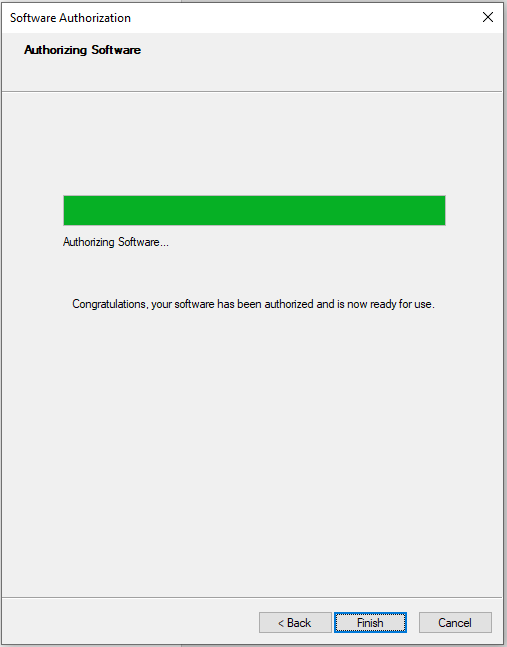 Software Authorization
Authorizing Software
Authorizing Software...
Congratulations, your software has been authorized and is now ready for use.
< Back
Finish
Cancel